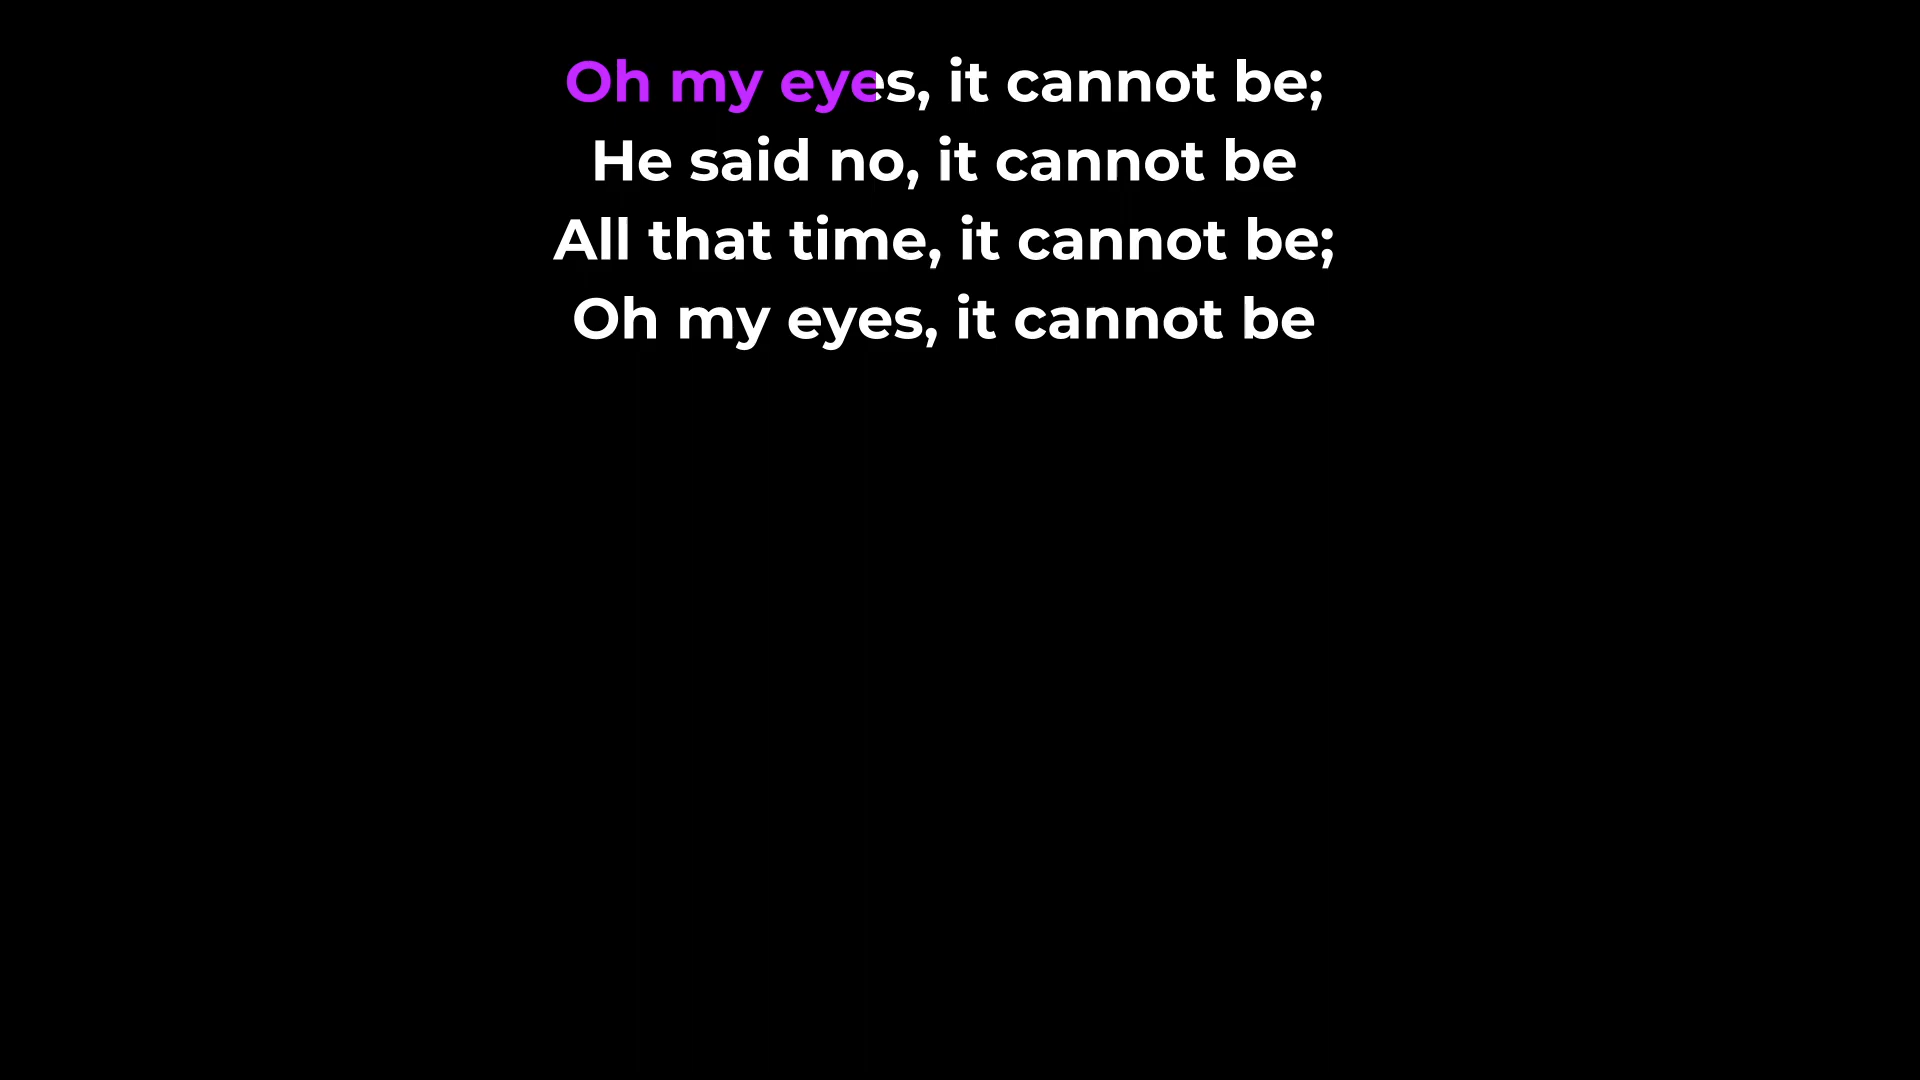 Oh my eyes, it cannot be;
He said no, it cannot be
All that time, it cannot be;
Oh my eyes, it cannot be